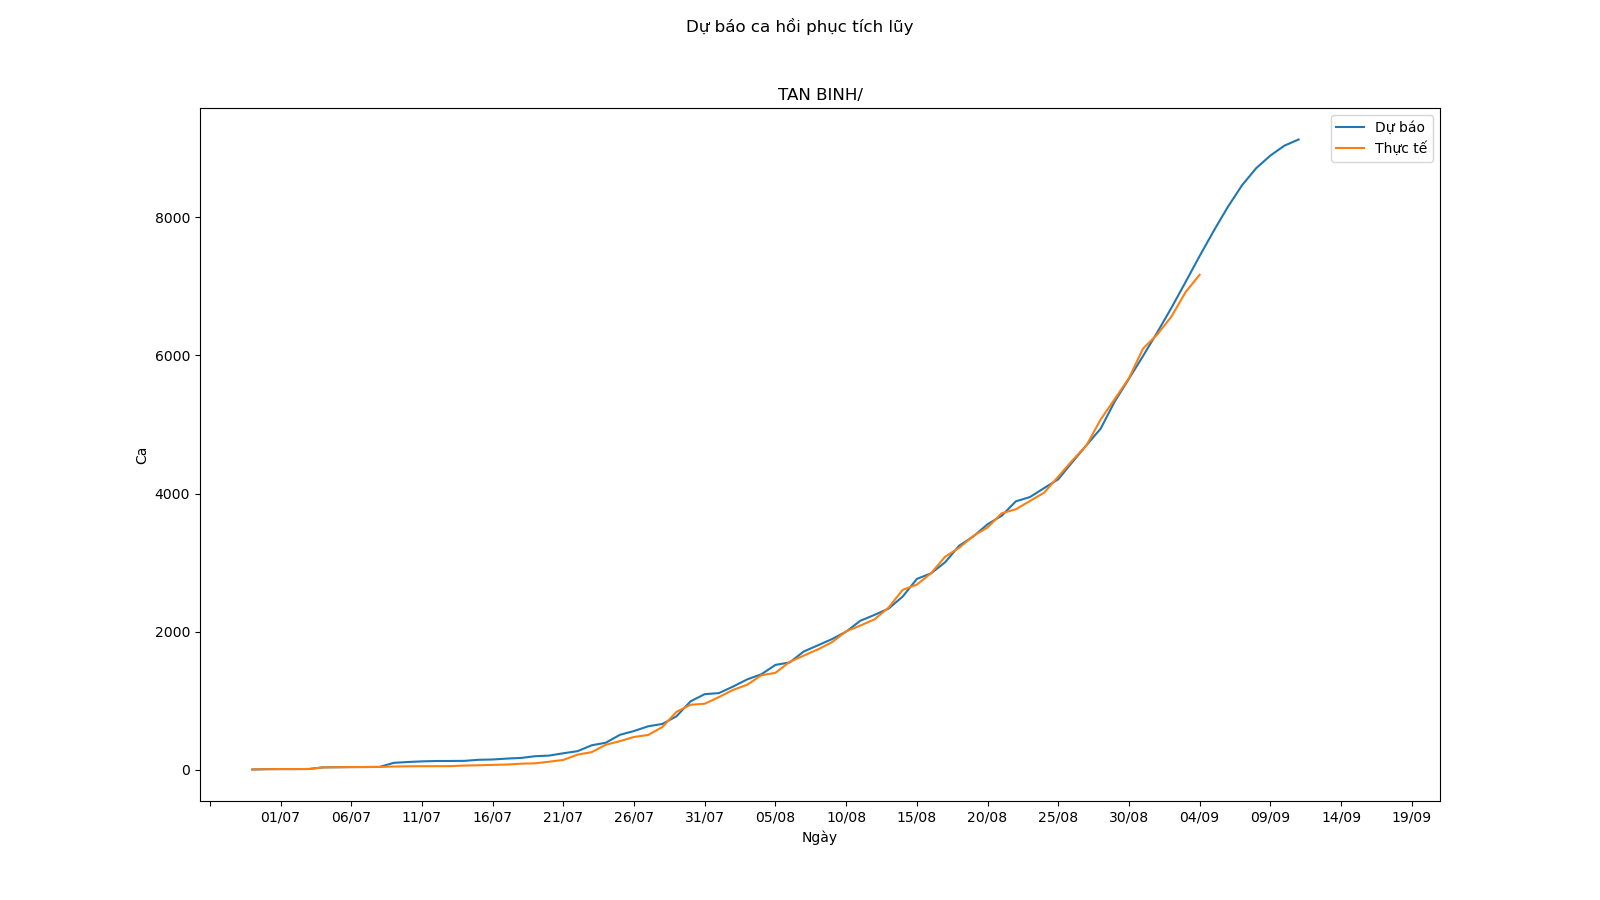 Dự báo ca hồi phục tích lũy
TAN BINH/
Dự báo
Thực tế
8000
6000
4000
2000
0
Ca
01/07 06/07 11/07 16/07 21/07 26/07 31/07 05/08 10/08 15/08 20/08 25/08 30/08 04/09 09/09 14/09 19/09
Ngày